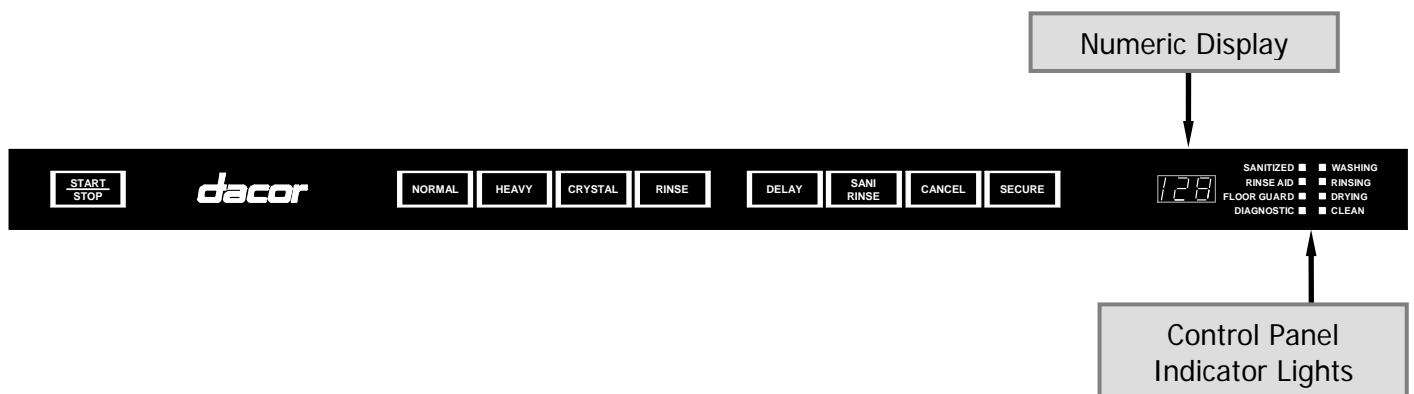 Numeric Display
START
STOP
dacor
NORMAL
HEAVY
CRYSTAL
RINSE
DELAY
SANI
RINSE
CANCEL
SECURE
128
SANITIZED
RINSE AID
FLOOR GUARD
DIAGNOSTIC
WASHING
RINSING
DRYING
CLEAN
Control Panel
Indicator Lights